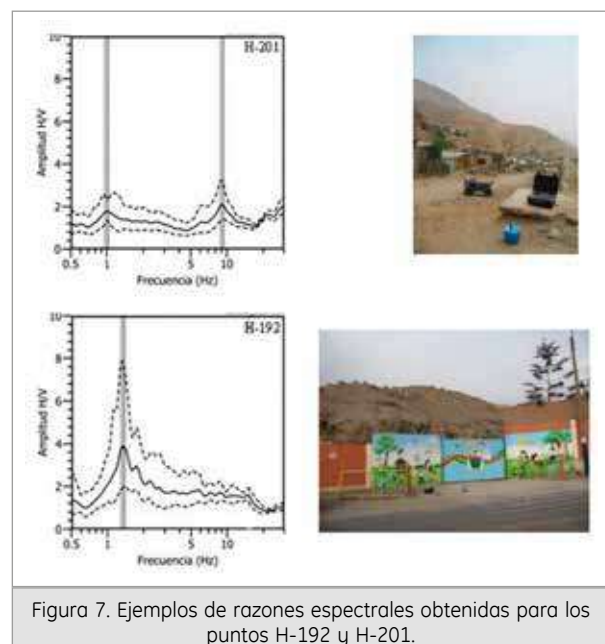 H-201
10
8
6
4
2
0
Amplitud H/V
0.5 1 5 10
Frecuencia (Hz)
H-192
10
8
6
4
2
0
Amplitud H/V
0.5 1 5 10
Frecuencia (Hz)
Figura 7. Ejemplos de razones espectrales obtenidas para los
puntos H-192 y H-201.